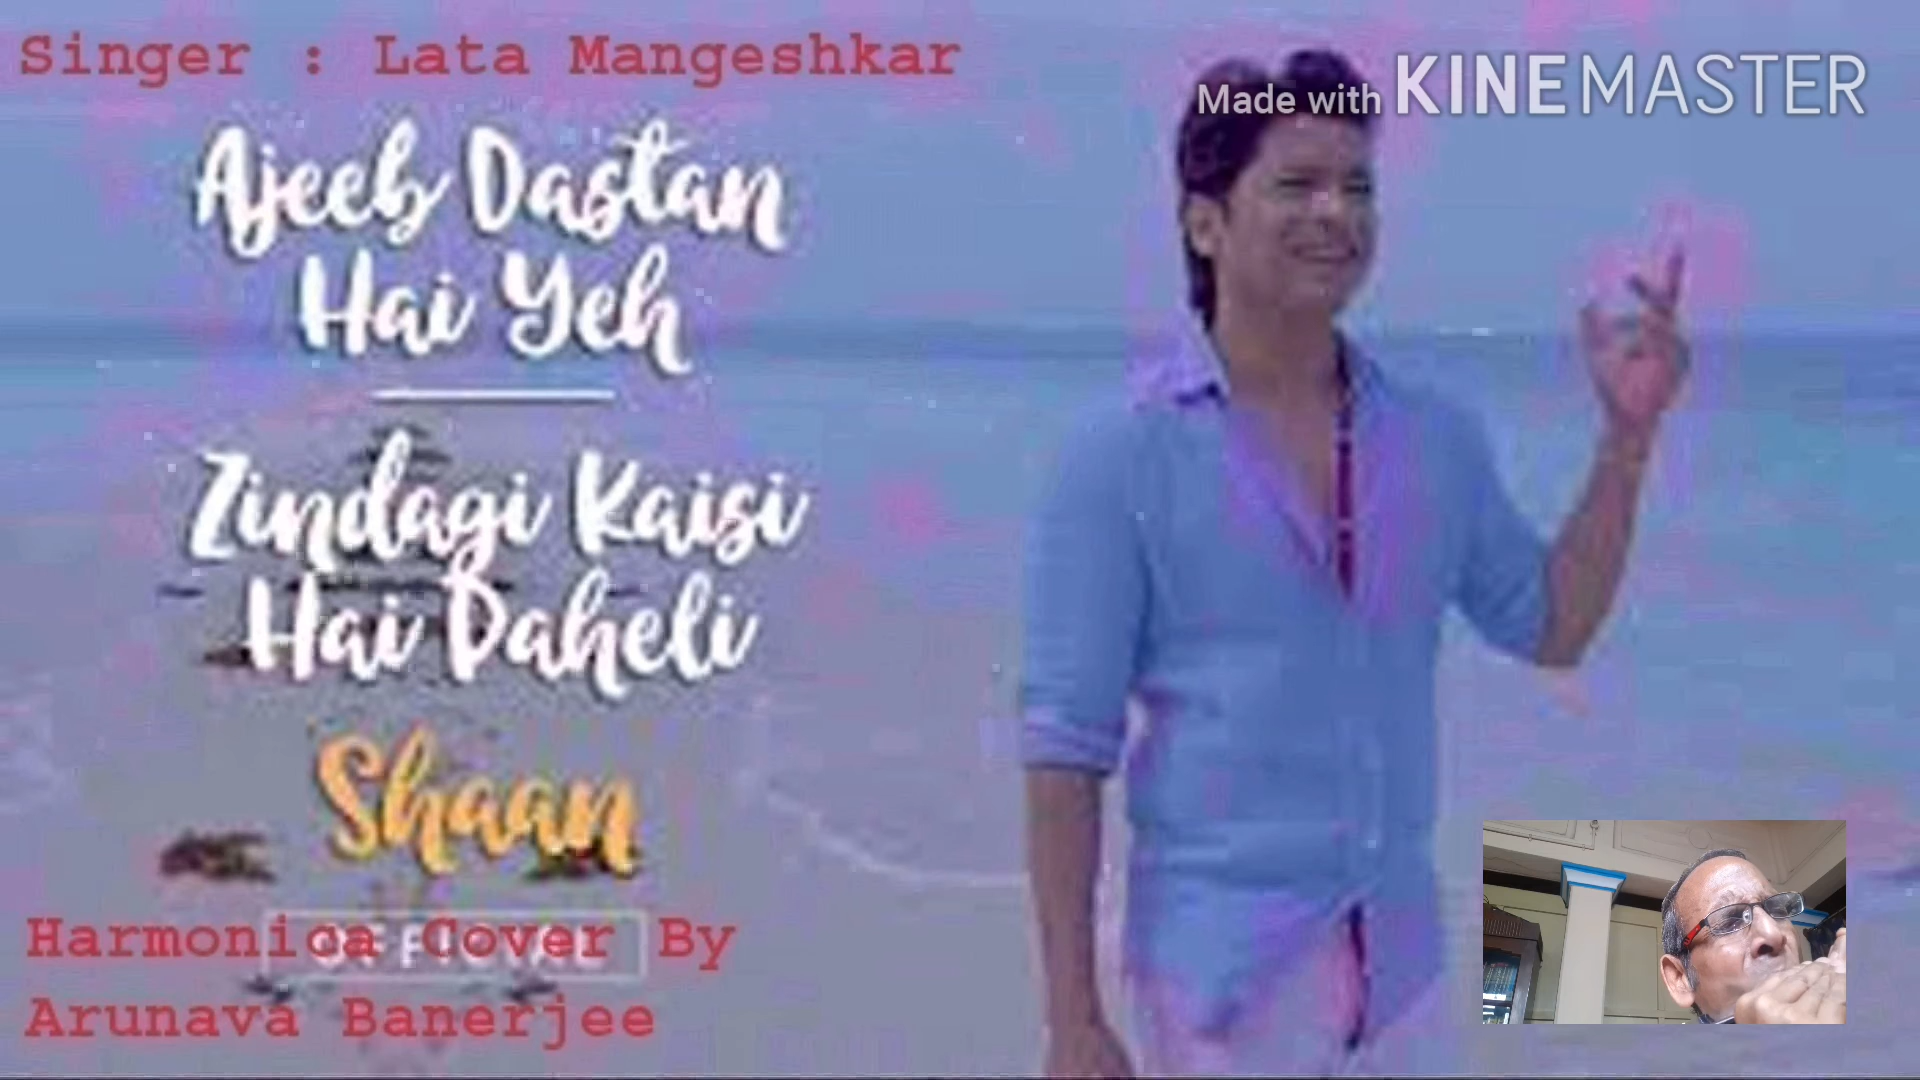 Singer : Lata Mangeshkar
Made with KINEMASTER
Ajeeb Dastan
Hai Yeh
Zindagi Kaisi
Hai Paheli
Shaan
OFFICIAL
Harmonica Cover By
Arunava Banerjee